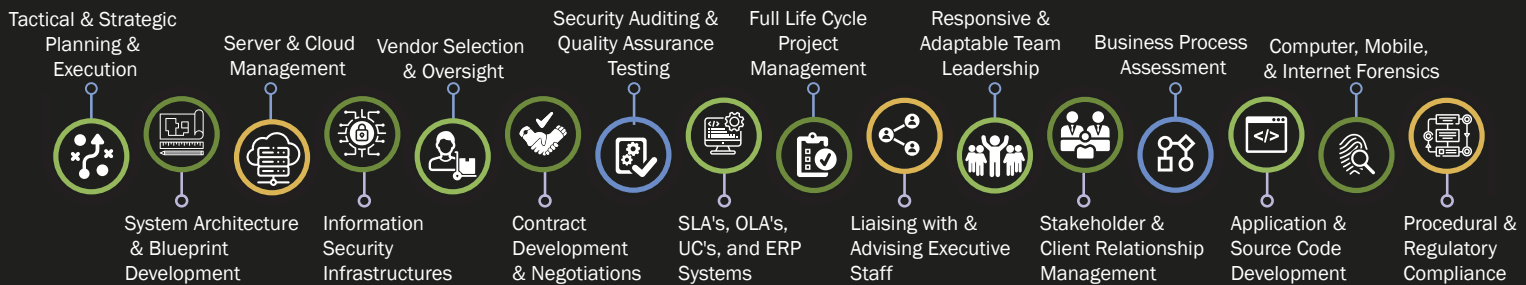 Tactical & Strategic
Planning &
Execution
System Architecture
& Blueprint
Development
Server & Cloud
Management
Information
Security
Infrastructures
Vendor Selection
& Oversight
Contract
Development
& Negotiations
Security Auditing &
Quality Assurance
Testing
SLA's, OLA's,
UC's, and ERP
Systems
Full Life Cycle
Project
Management
Liaising with &
Advising Executive
Staff
Responsive &
Adaptable Team
Leadership
Stakeholder &
Client Relationship
Management
Business Process
Assessment
</>
Application &
Source Code
Development
Computer, Mobile,
& Internet Forensics
Procedural &
Regulatory
Compliance